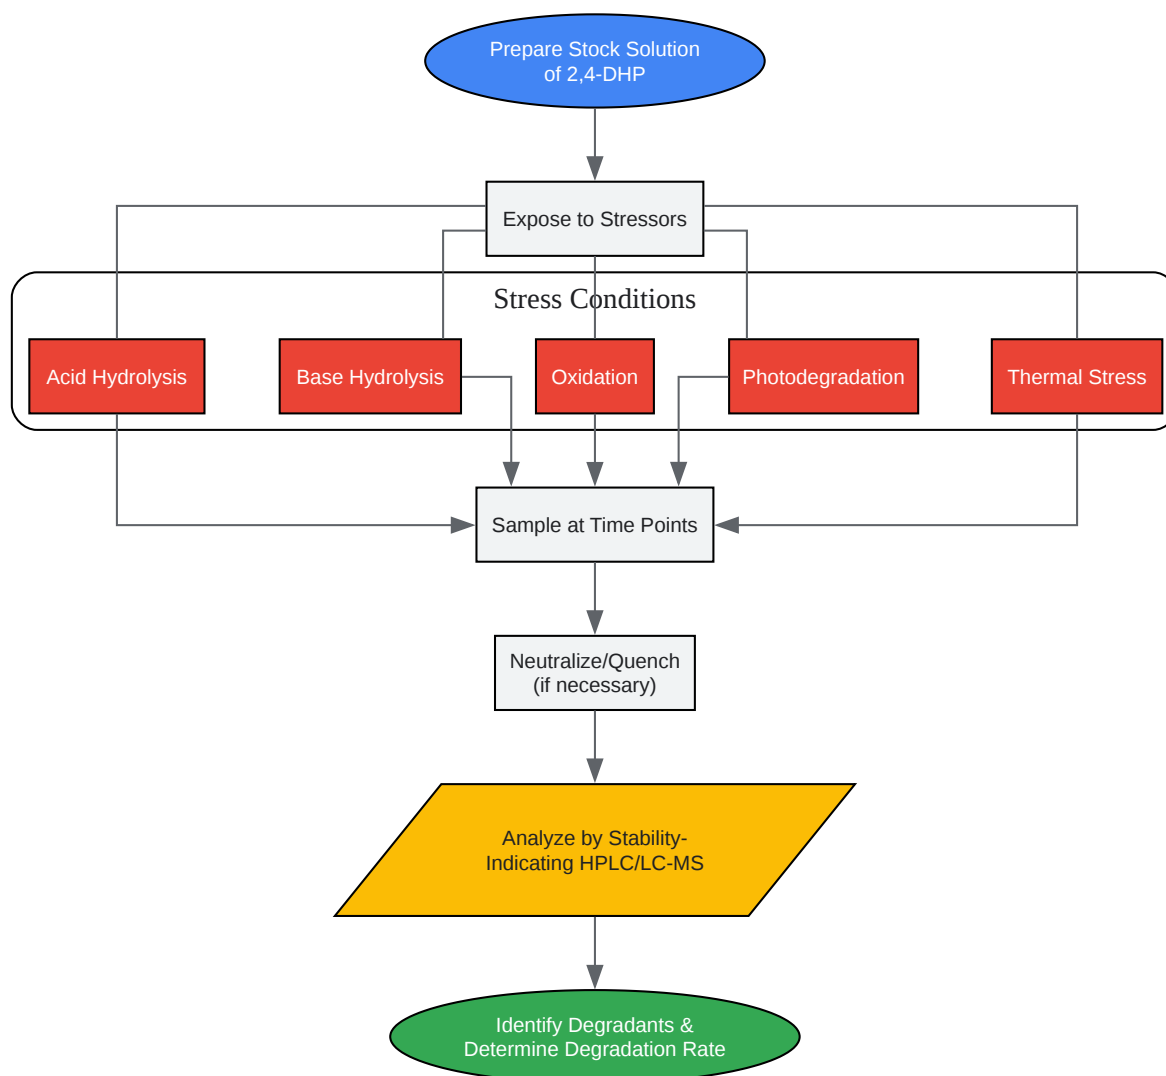 Prepare Stock Solution
of 2,4-DHP
Expose to Stressors
Stress Conditions
Acid Hydrolysis
Base Hydrolysis
Oxidation
Photodegradation
Thermal Stress
Sample at Time Points
Neutralize/Quench
(if necessary)
Analyze by Stability-
Indicating HPLC/LC-MS
Identify Degradants &
Determine Degradation Rate